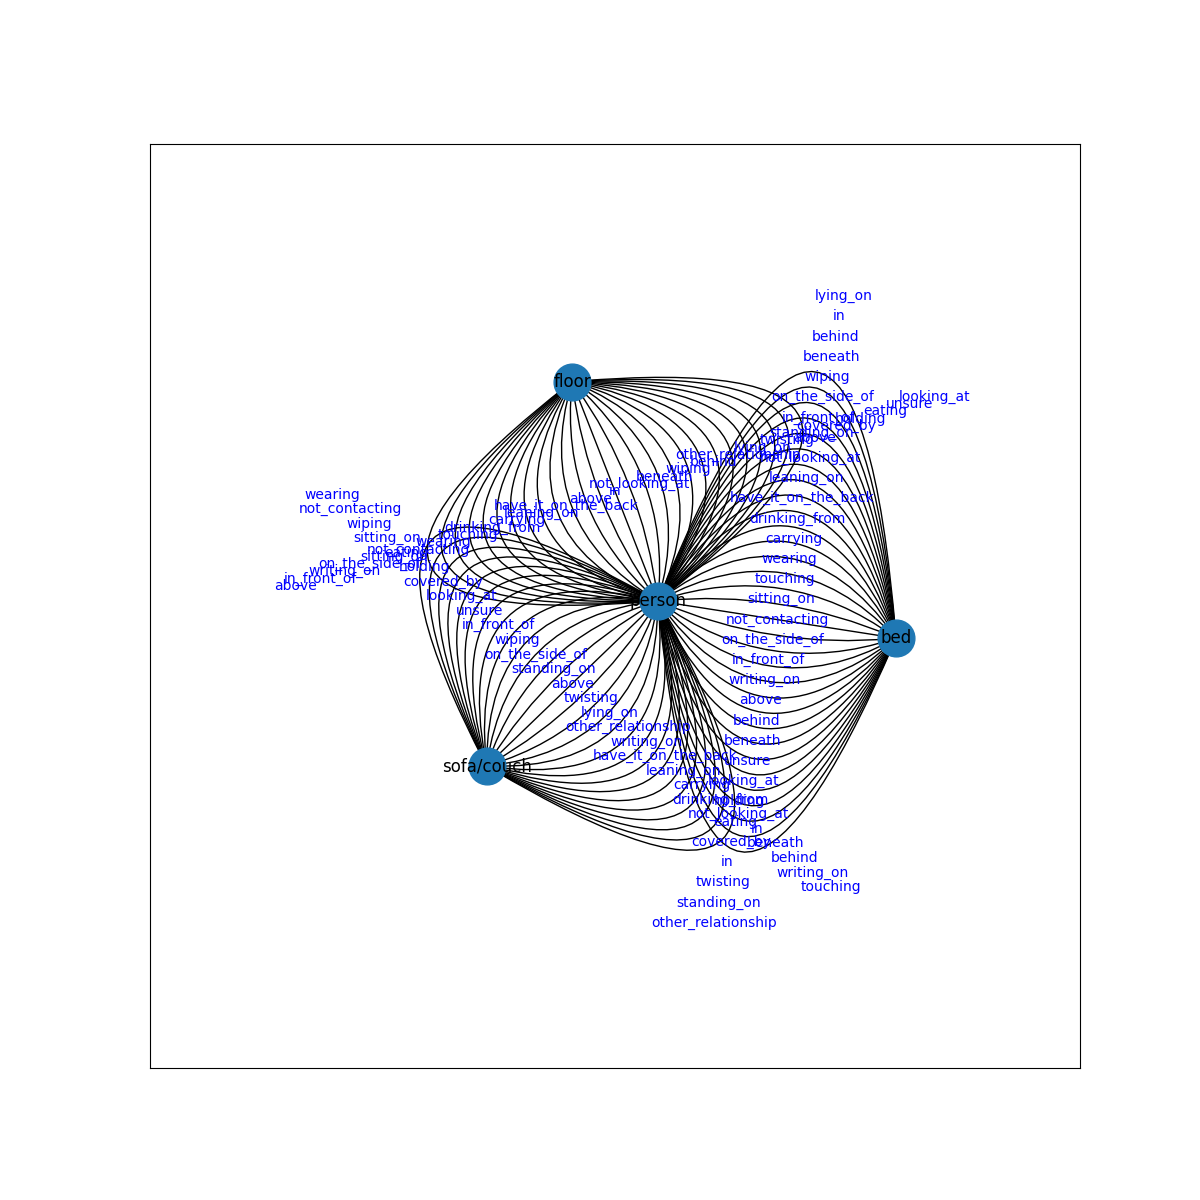 lying_on
in
behind
beneath
wiping
floor
on_the_side_of
looking_at
unsure
eating
in_front_of
holding
covered_by
standing_on
above
twisting
lying_on
other_relationship
not_looking_at
behind
wiping
beneath
leaning_on
not_looking_at
in
wearing
above
have_it_on_the_back
have_it_on_the_back
not_contacting
leaning_on
carrying
drinking_from
wiping
drinking_from
touching
sitting_on
wearing
carrying
not_contacting
eating
sitting_on
wearing
on_the_side_of
holding
writing_on
in_front_of
touching
above
covered_by
looking_at
person
sitting_on
unsure
not_contacting
in_front_of
wiping
bed
on_the_side_of
on_the_side_of
in_front_of
standing_on
writing_on
above
twisting
above
lying_on
behind
other_relationship
writing_on
beneath
have_it_on_the_back
unsure
sofa/couch
leaning_on
looking_at
carrying
drinking_from
holding
not_looking_at
eating
in
covered_by
beneath
behind
in
writing_on
twisting
touching
standing_on
other_relationship